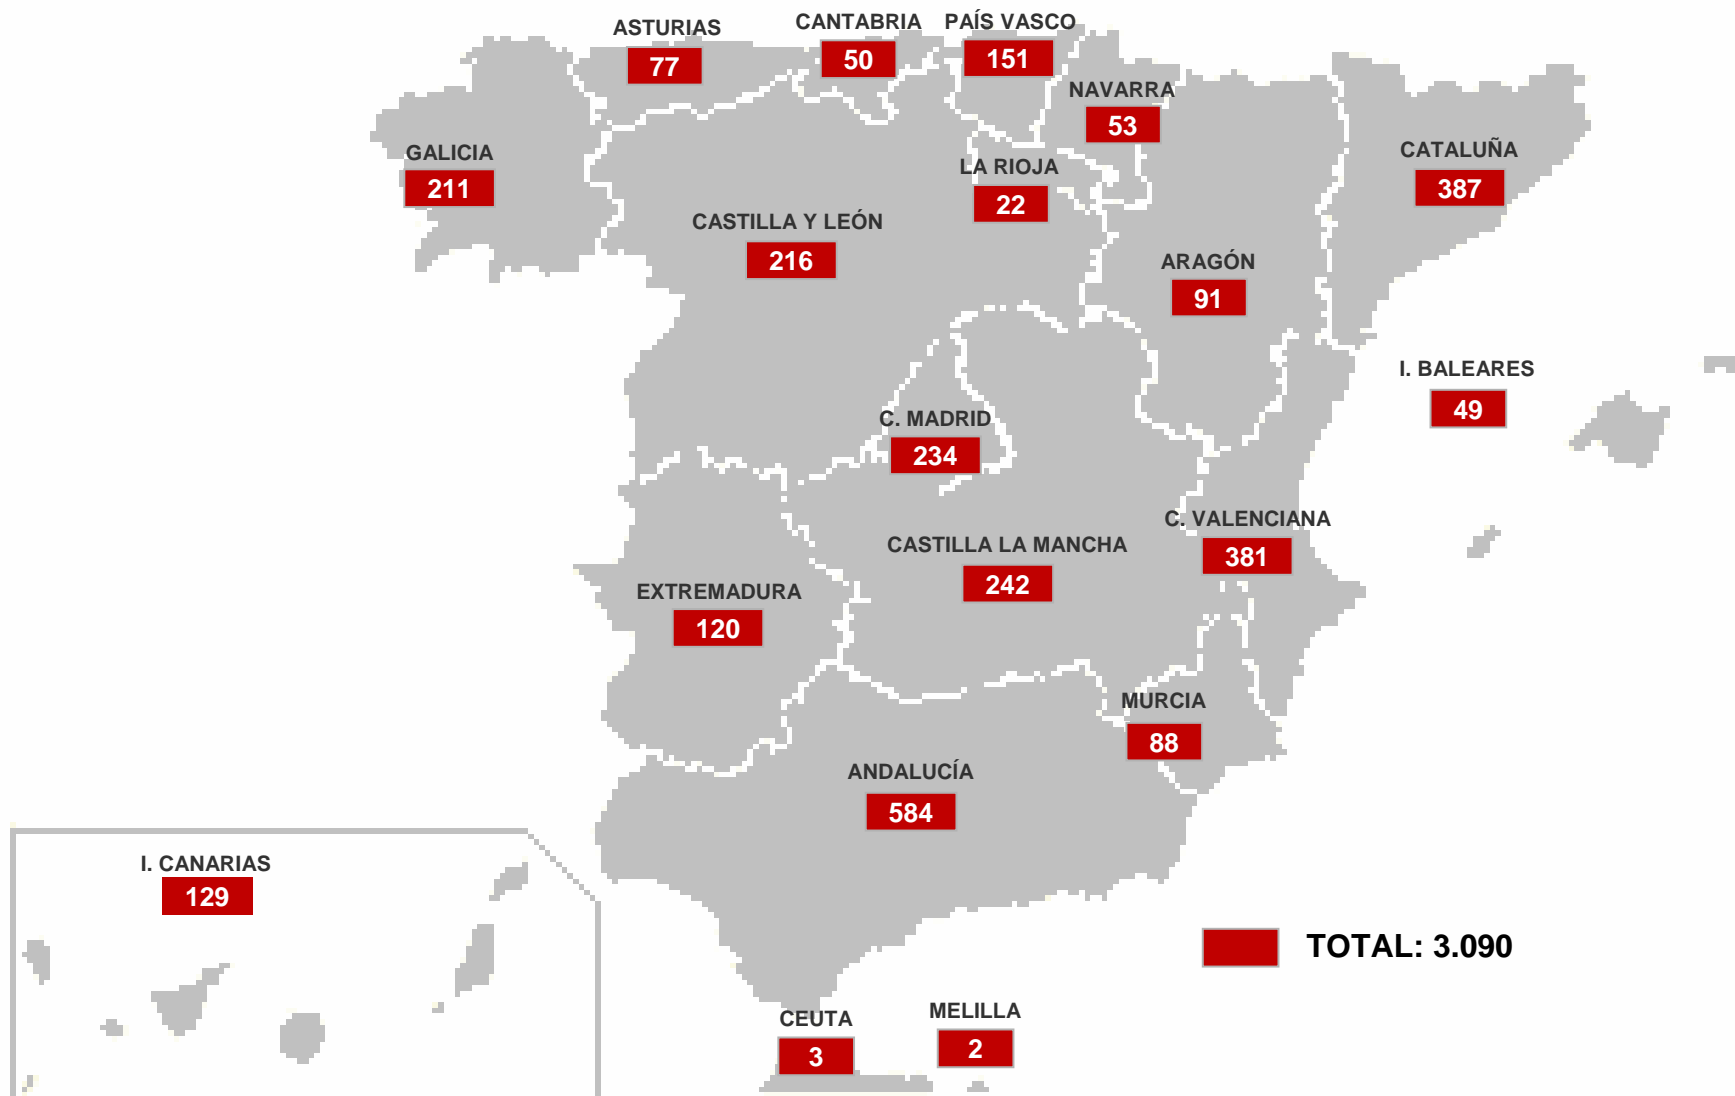 ASTURIAS
77
CANTABRIA
50
PAÍS VASCO
151
NAVARRA
53
GALICIA
211
LA RIOJA
22
CATALUÑA
387
CASTILLA Y LEÓN
216
ARAGÓN
91
I. BALEARES
49
C. MADRID
234
C. VALENCIANA
381
CASTILLA LA MANCHA
242
EXTREMADURA
120
MURCIA
88
ANDALUCÍA
584
I. CANARIAS
129
TOTAL: 3.090
CEUTA
3
MELILLA
2